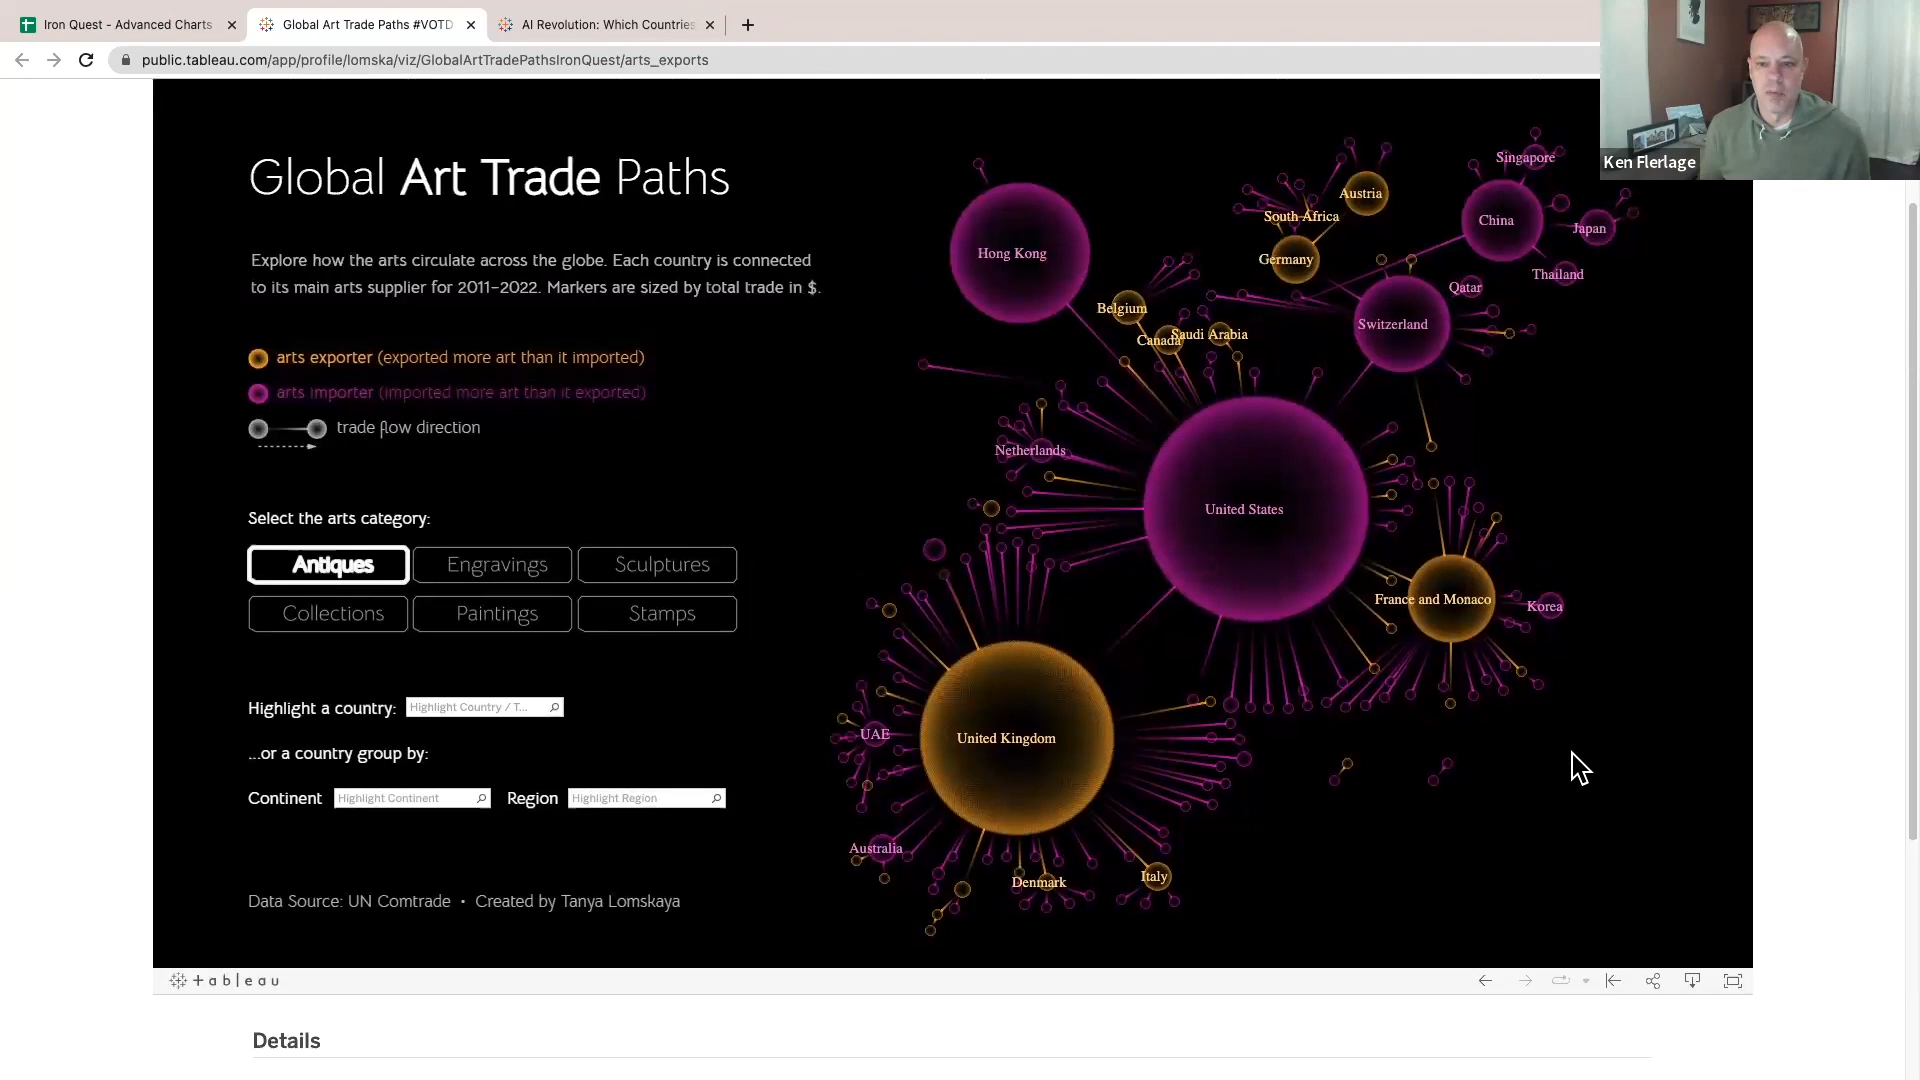 Iron Quest - Advanced Charts
Global Art Trade Paths #VOTD
AI Revolution: Which Countries
public.tableau.com/app/profile/lomska/viz/GlobalArtTradePathsIronQuest/arts_exports
Ken Flerlage
Global Art Trade Paths
Explore how the arts circulate across the globe. Each country is connected
to its main arts supplier for 2011–2022. Markers are sized by total trade in $.
arts exporter (exported more art than it imported)
arts importer (imported more art than it exported)
trade flow direction
Select the arts category:
Antiques Engravings Sculptures
Collections Paintings Stamps
Highlight a country: Highlight Country / T...
...or a country group by:
Continent Highlight Continent Region Highlight Region
Data Source: UN Comtrade • Created by Tanya Lomskaya
Singapore
Austria
South Africa
China
Japan
Hong Kong
Germany
Thailand
Qatar
Belgium
Switzerland
Saudi Arabia
Canada
Netherlands
United States
France and Monaco
Korea
UAE
United Kingdom
Australia
Denmark
Italy
+ableau
Details